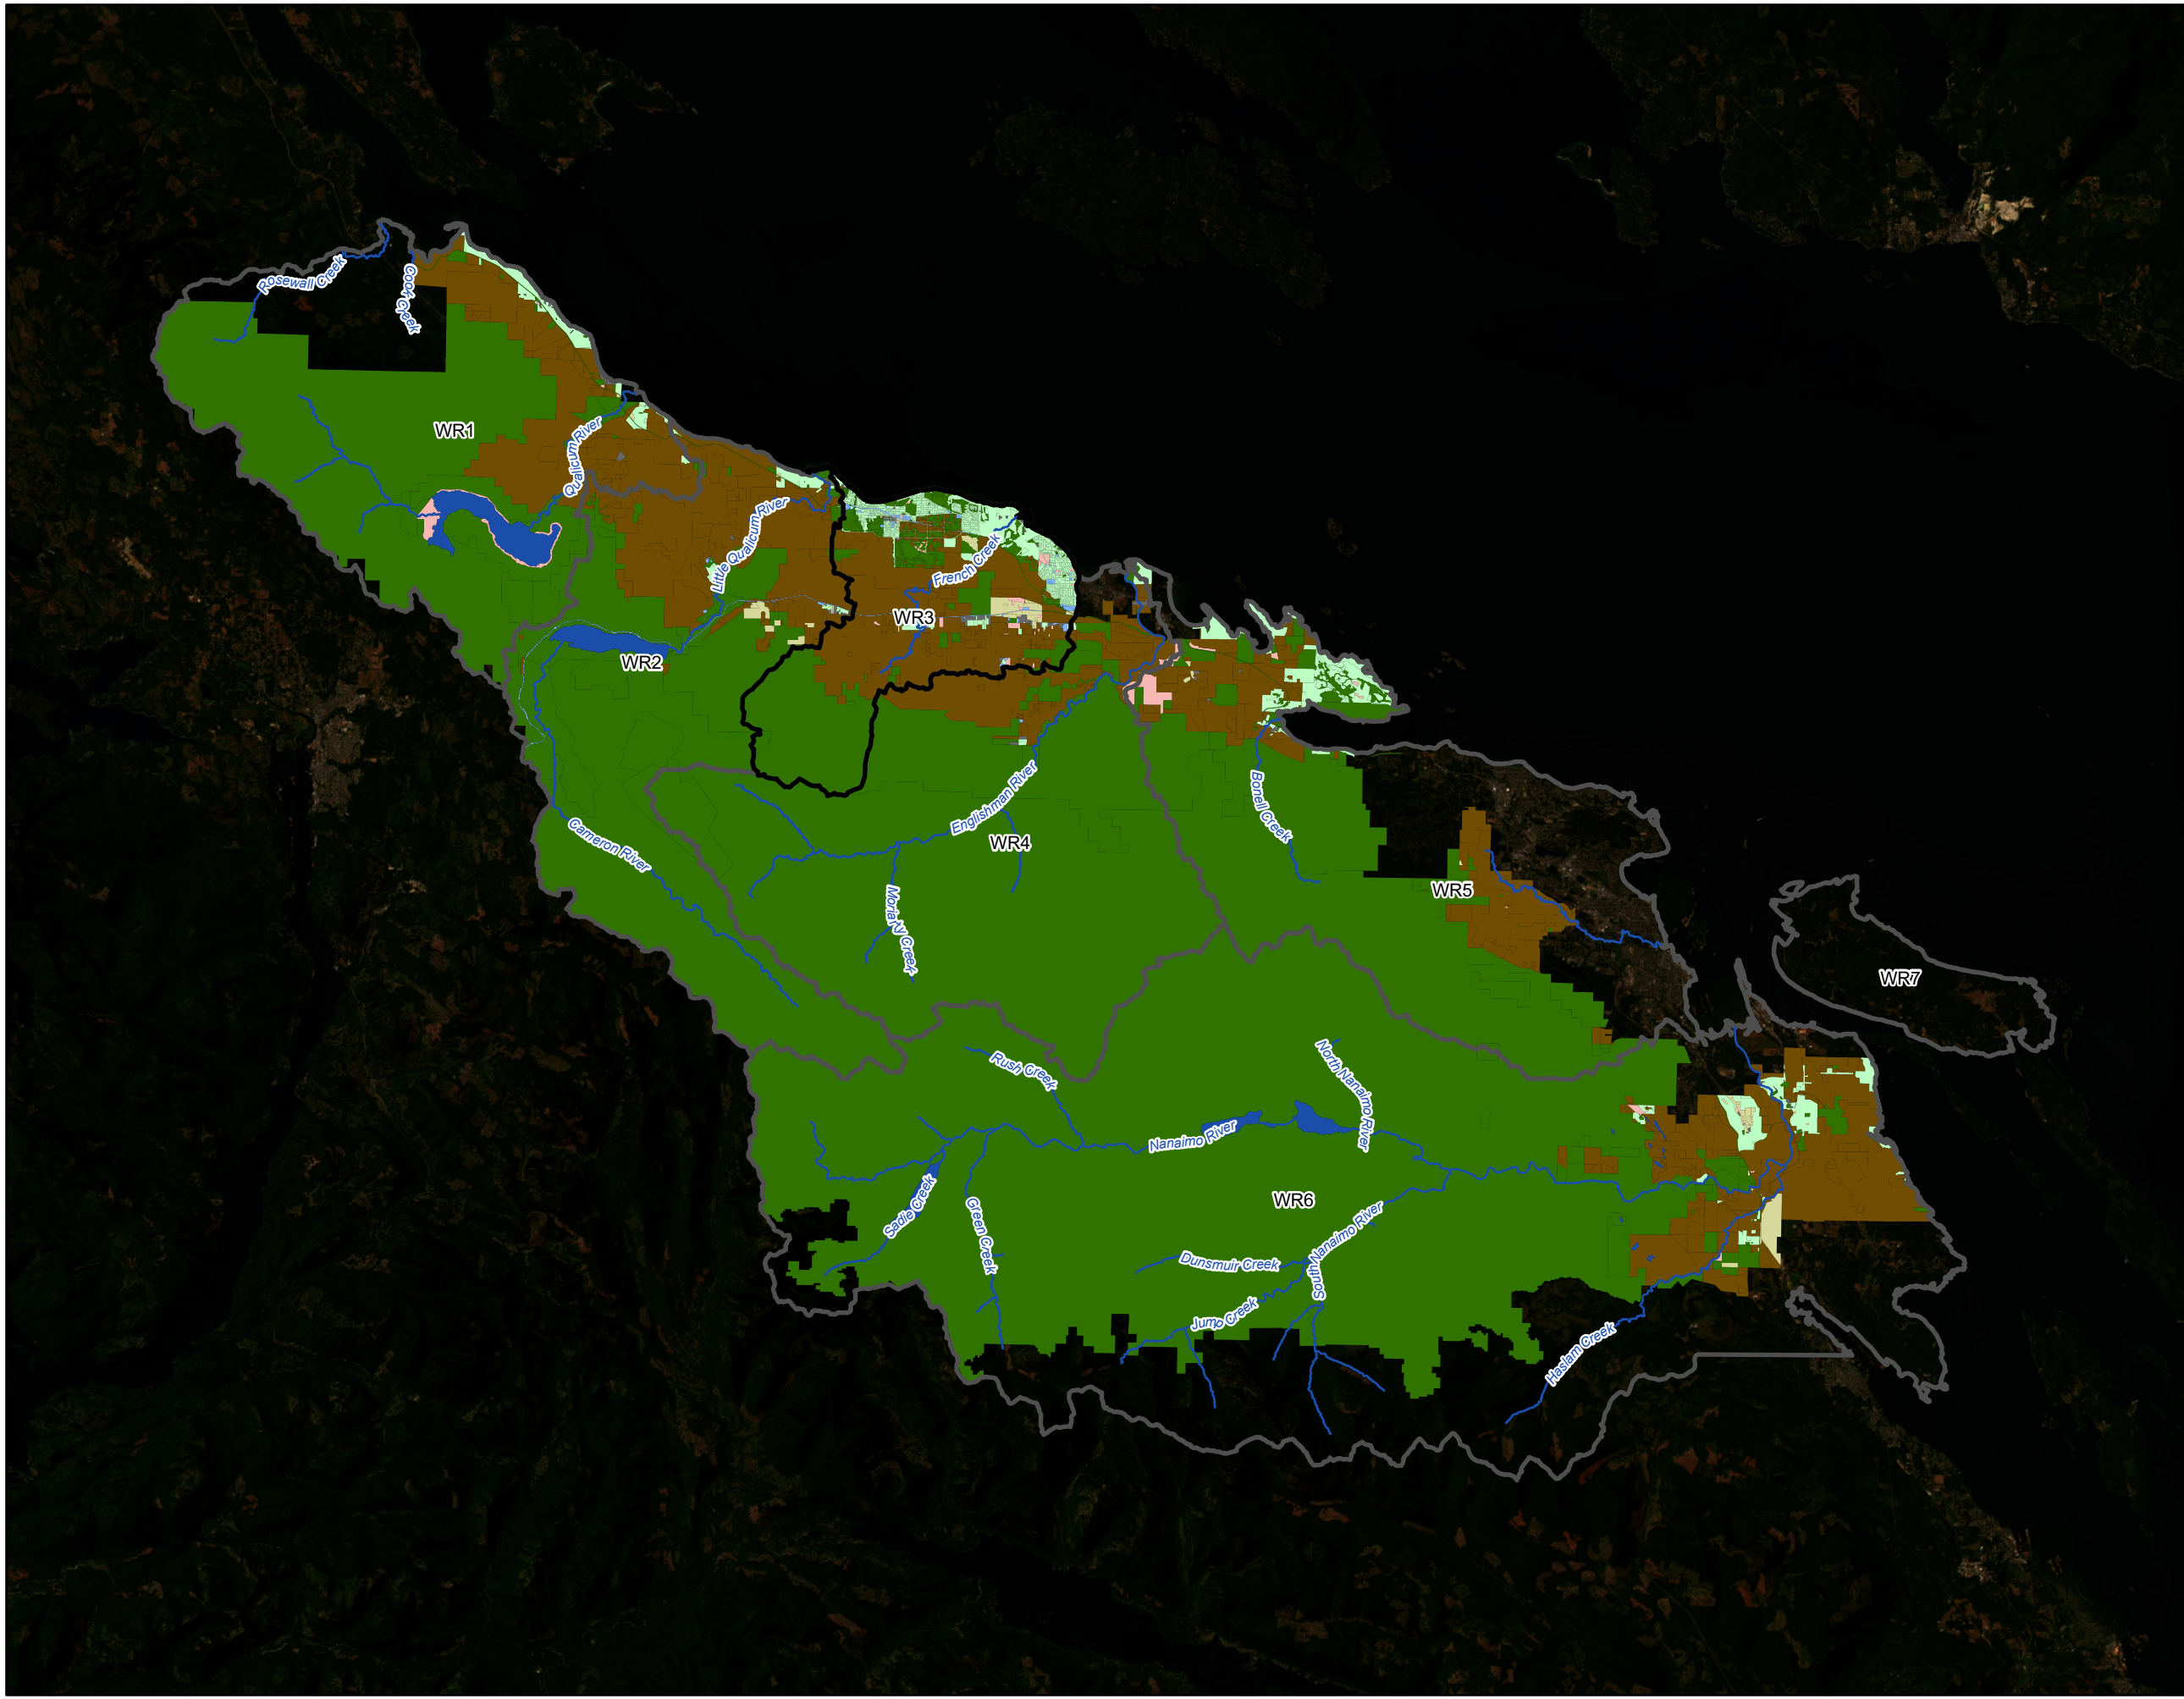 Rosewall Creek
Cook Creek
WR1
Qualicum River
Little Qualicum River
French Creek
WR3
WR2
Englishman River
WR4
Bonell Creek
Cameron River
Moriarty Creek
WR5
WR7
Rush Creek
North Nanaimo River
Nanaimo River
Sadie Creek
Green Creek
WR6
South Nanaimo River
Dunsmuir Creek
Jump Creek
Haslam Creek